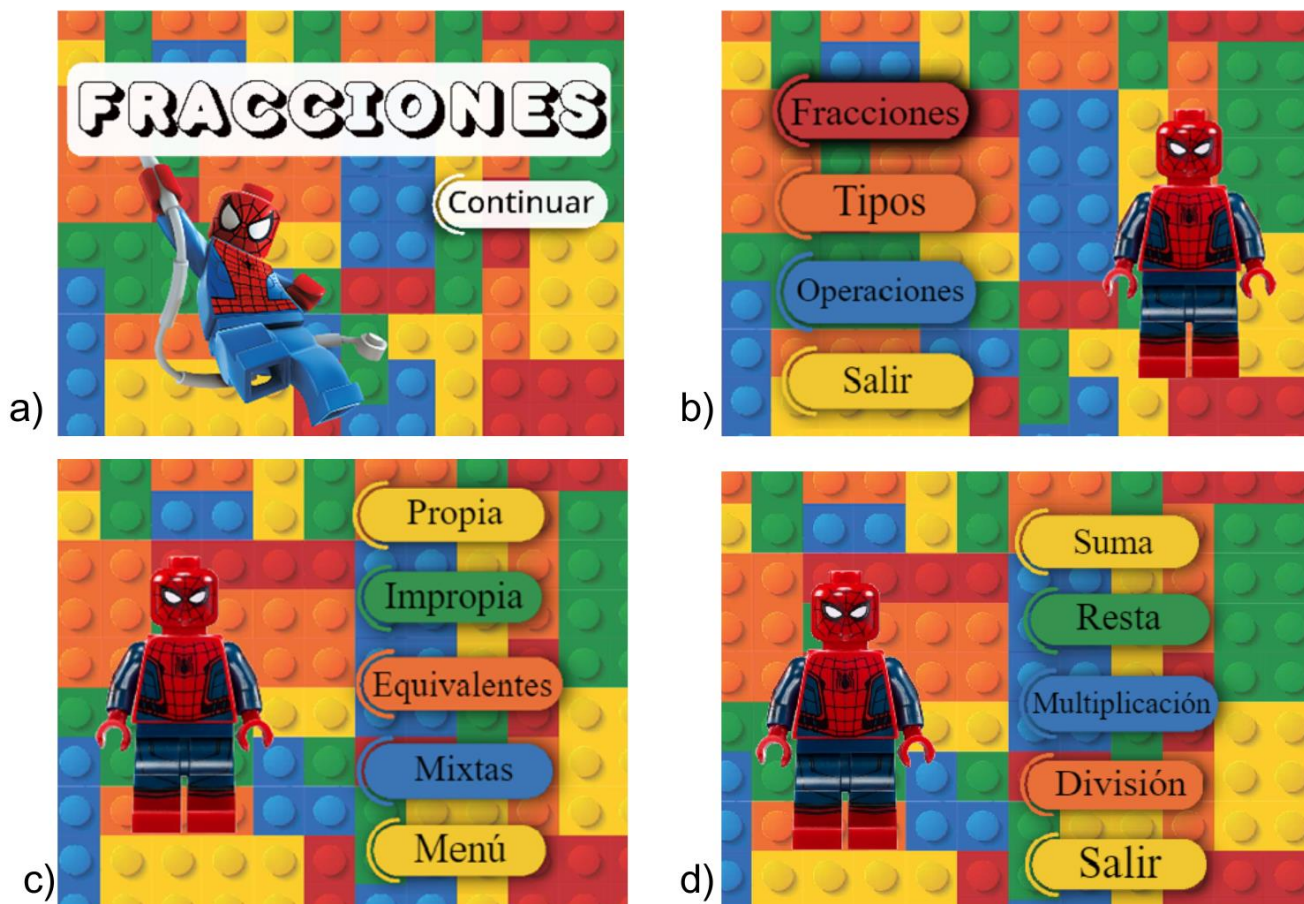 FRACCIONES
Continuar
a)
Fracciones
Tipos
Operaciones
Salir
b)
Propia
Impropia
Equivalentes
Mixtas
Menú
c)
Suma
Resta
Multiplicación
División
Salir
d)